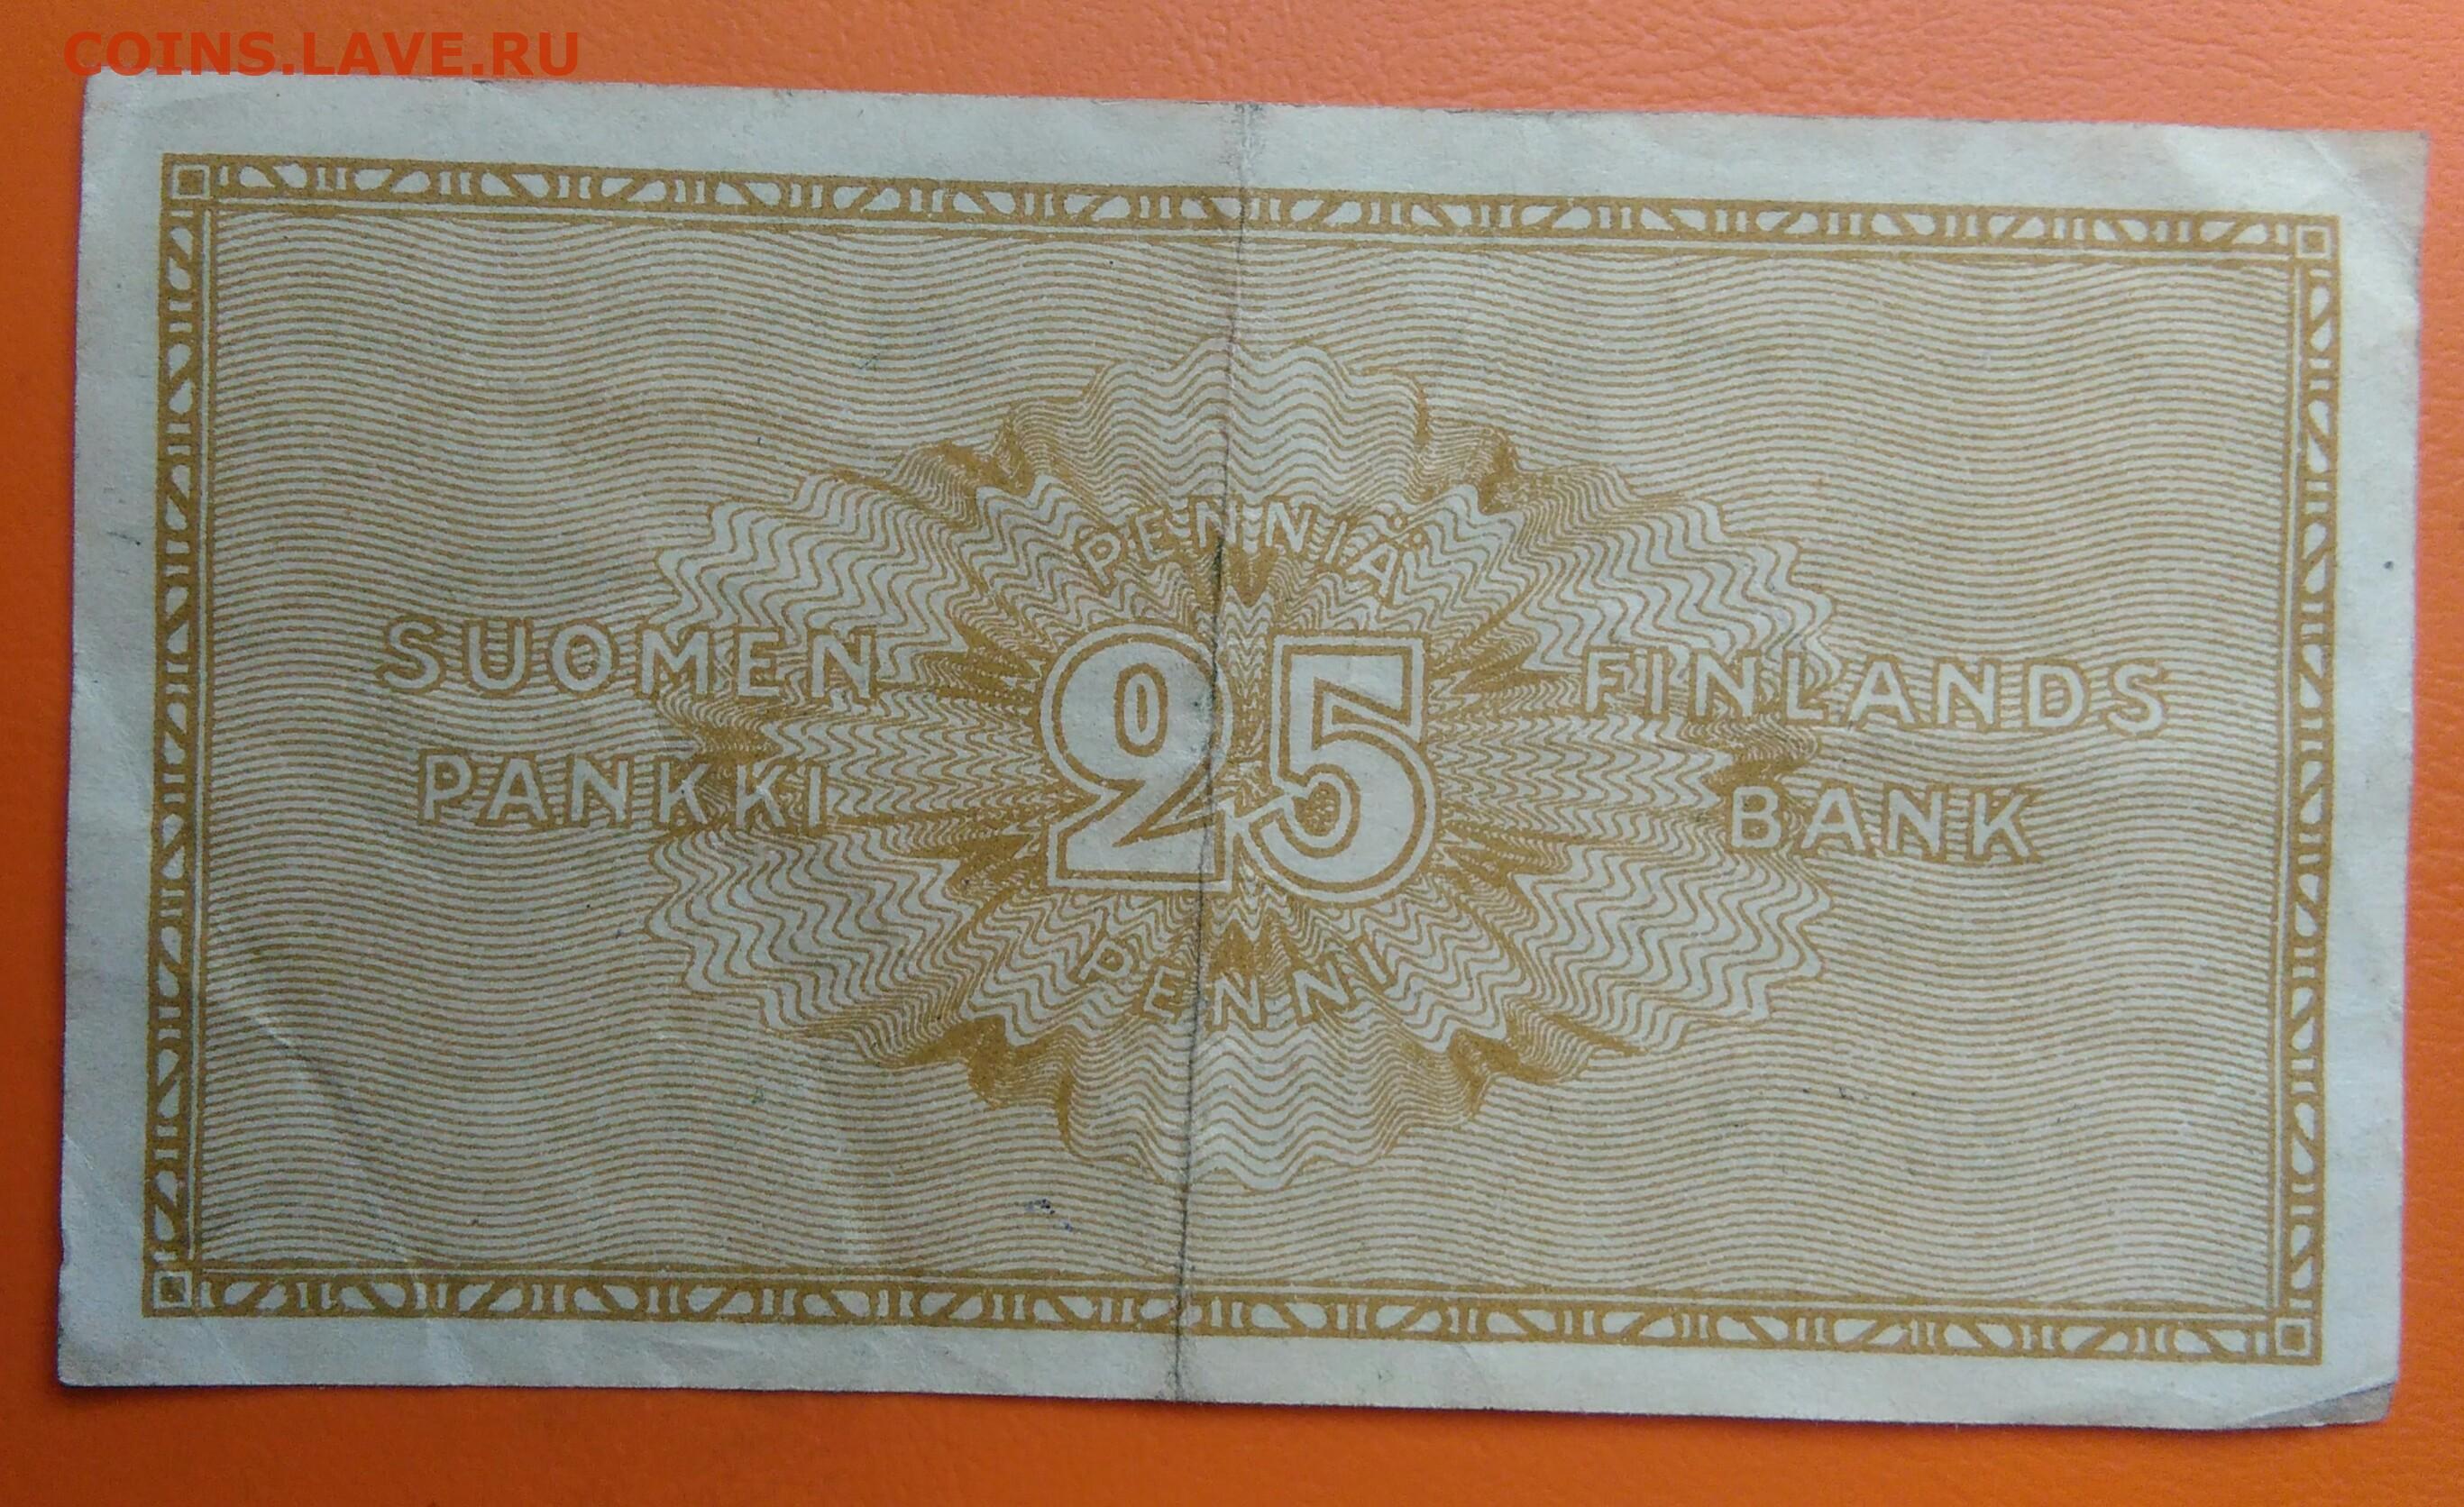 COINS.LAVE.RU
PENNIÄ
SUOMEN
PANKKI
25
FINLANDS
BANK
PENNI